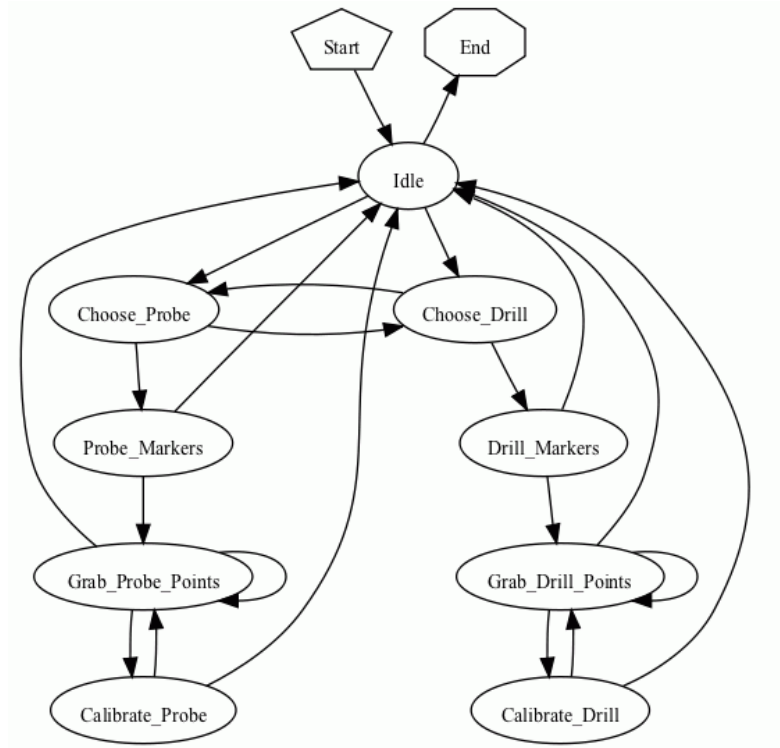 Start
End
Idle
Choose_Probe
Choose_Drill
Probe_Markers
Drill_Markers
Grab_Probe_Points
Grab_Drill_Points
Calibrate_Probe
Calibrate_Drill